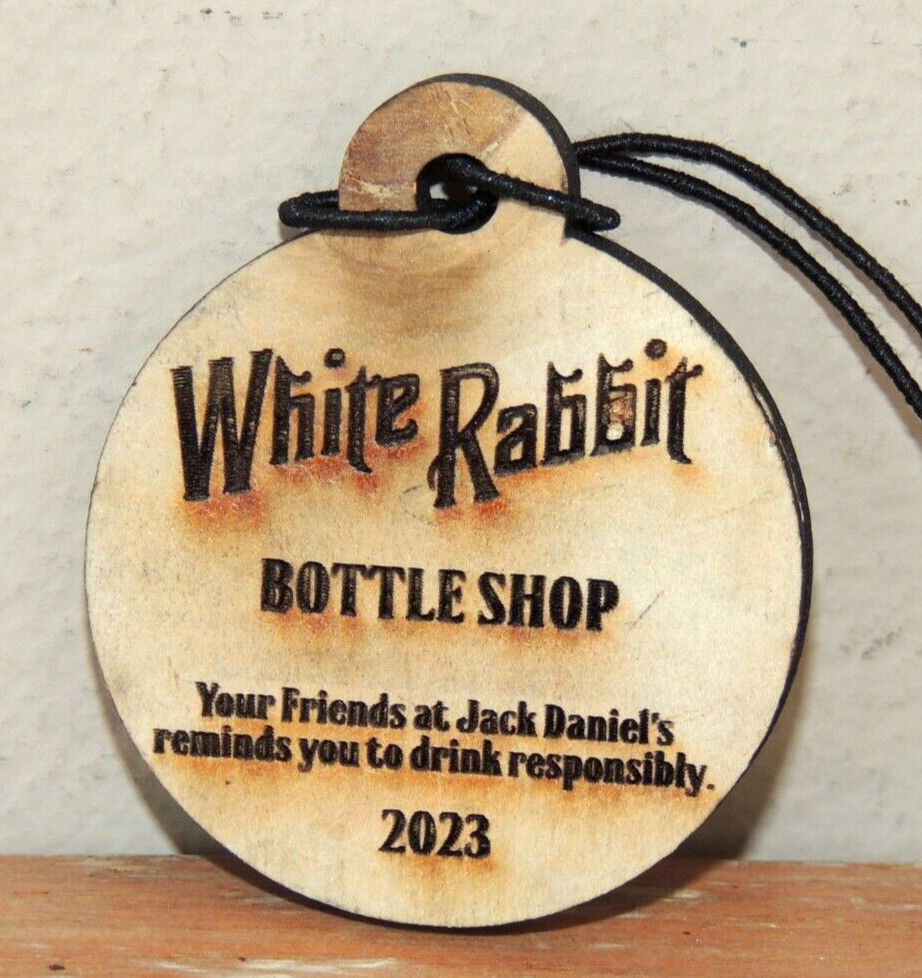 White Rabbit
BOTTLE SHOP
Your Friends at Jack Daniel's
reminds you to drink responsibly.
2023